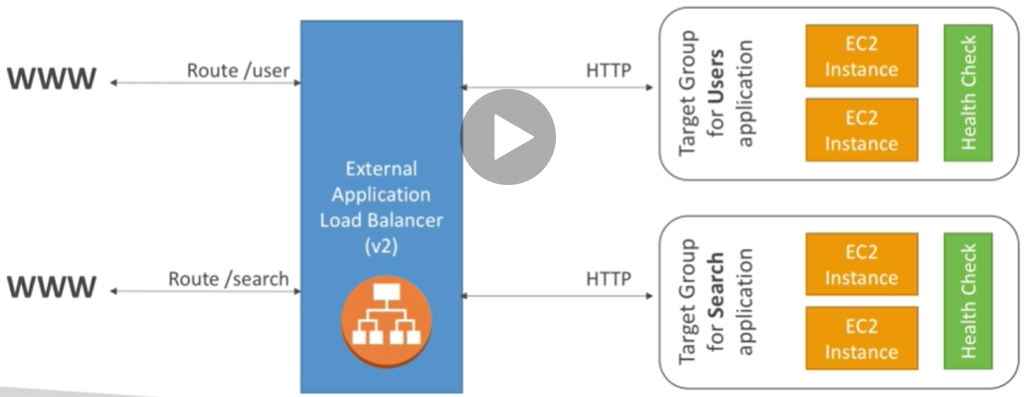 WWW
Route /user
HTTP
Target Group
for Users
application
EC2
Instance
EC2
Instance
Health Check
External
Application
Load Balancer
(v2)
WWW
Route /search
HTTP
Target Group
for Search
application
EC2
Instance
EC2
Instance
Health Check